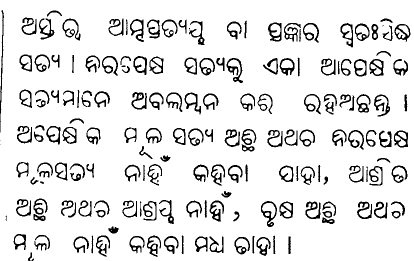 ଅସ୍ତିତ୍ୱ ଆତ୍ମପ୍ରତ୍ୟୟ ବା ପ୍ରଜ୍ଞାର ସ୍ୱତଃସିଦ୍ଧ
ସତ୍ୟ । ନିରପେକ୍ଷ ସତ୍ୟକୁ ଏକା ଆପେକ୍ଷିକ
ସତ୍ୟମାନେ ଅବଲମ୍ବନ କରି ରହିଅଛନ୍ତି ।
ଅପେକ୍ଷିକ ମୂଳ ସତ୍ୟ ଅଛି ଅଥଚ ନିରପେକ୍ଷ
ମୂଳସତ୍ୟ ନାହିଁ କହିବା ଯାହା, ଆଶ୍ରିତ
ଅଛି ଅଥଚ ଆଶ୍ରୟ ନାହିଁ, ବୃକ୍ଷ ଅଛି ଅଥଚ
ମୂଳ ନାହିଁ କହିବା ମଧ୍ୟ ତାହା ।